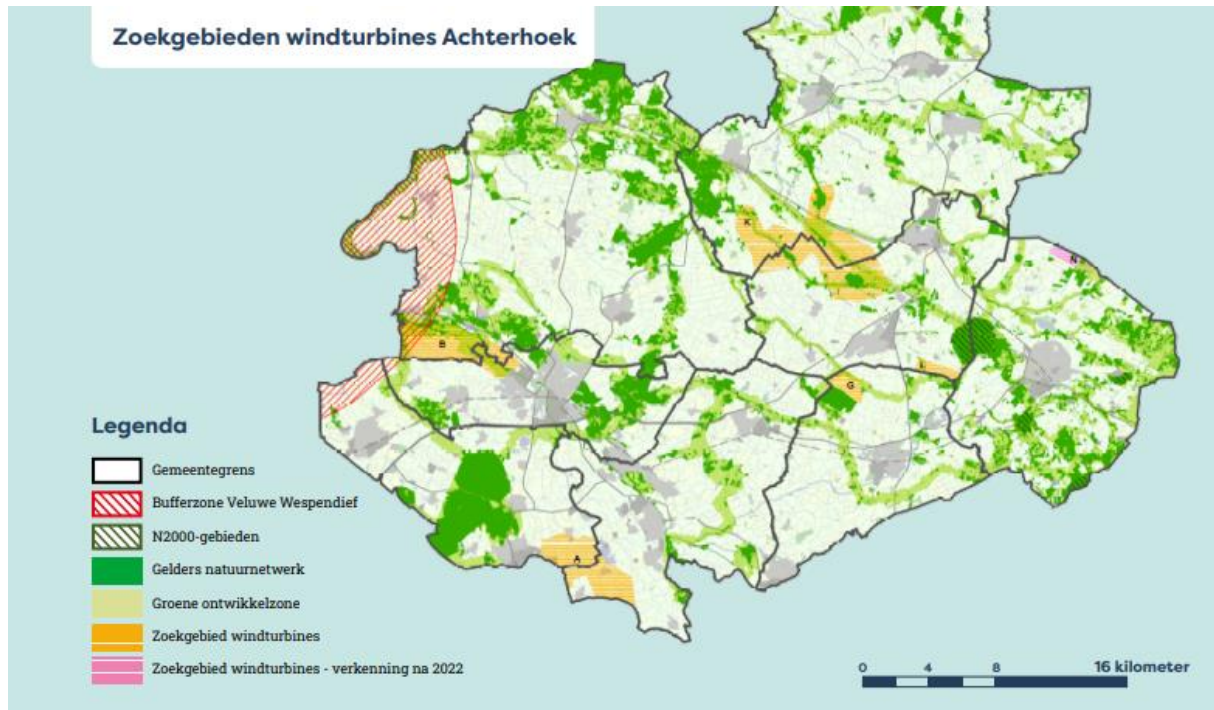 Zoekgebieden windturbines Achterhoek
K
N
B
L
G
A
Legenda
Gemeentegrens
Bufferzone Veluwe Wespendief
N2000-gebieden
Gelders natuurnetwerk
Groene ontwikkelzone
Zoekgebied windturbines
Zoekgebied windturbines - verkenning na 2022
0 4 8 16 kilometer